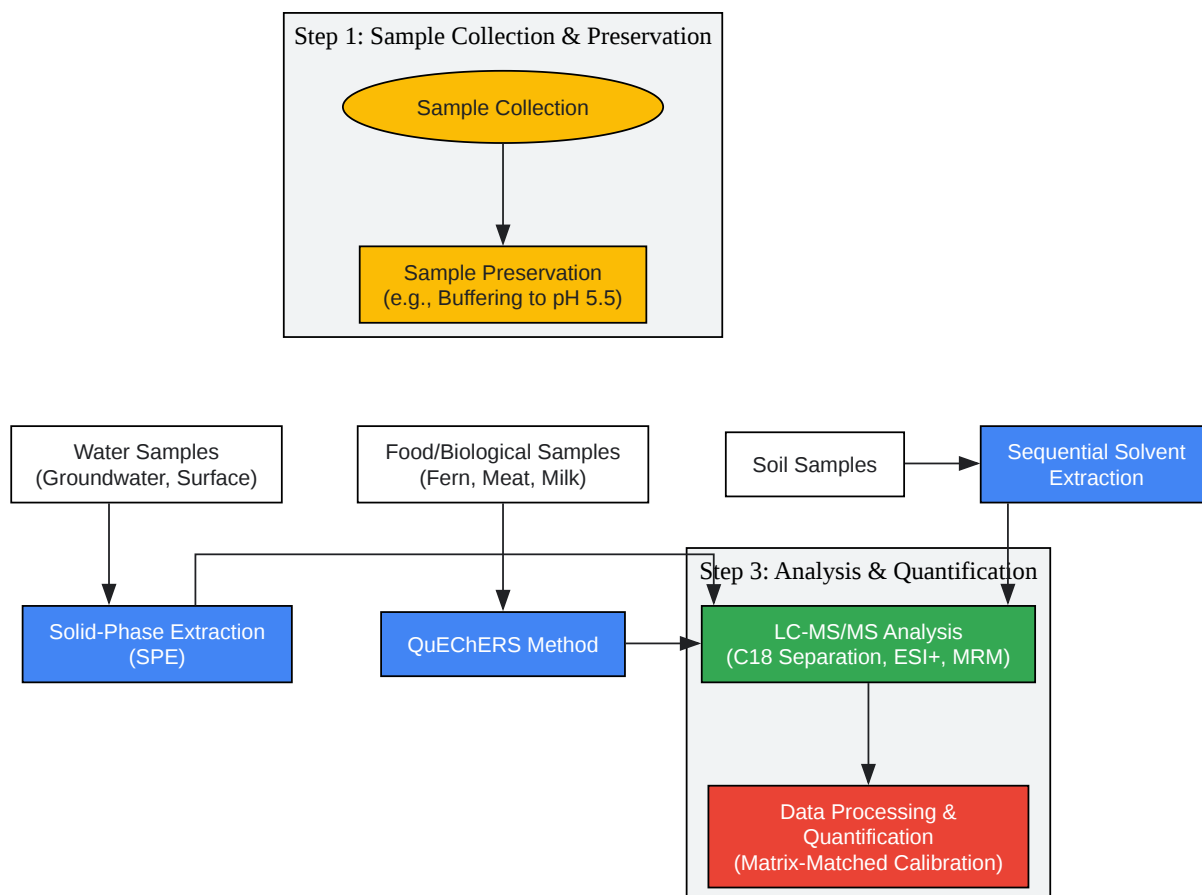 Step 1: Sample Collection & Preservation
Sample Collection
Sample Preservation
(e.g., Buffering to pH 5.5)
Water Samples
(Groundwater, Surface)
Food/Biological Samples
(Fern, Meat, Milk)
Soil Samples
Sequential Solvent
Extraction
Step 3: Analysis & Quantification
Solid-Phase Extraction
(SPE)
QuEChERS Method
LC-MS/MS Analysis
(C18 Separation, ESI+, MRM)
Data Processing &
Quantification
(Matrix-Matched Calibration)